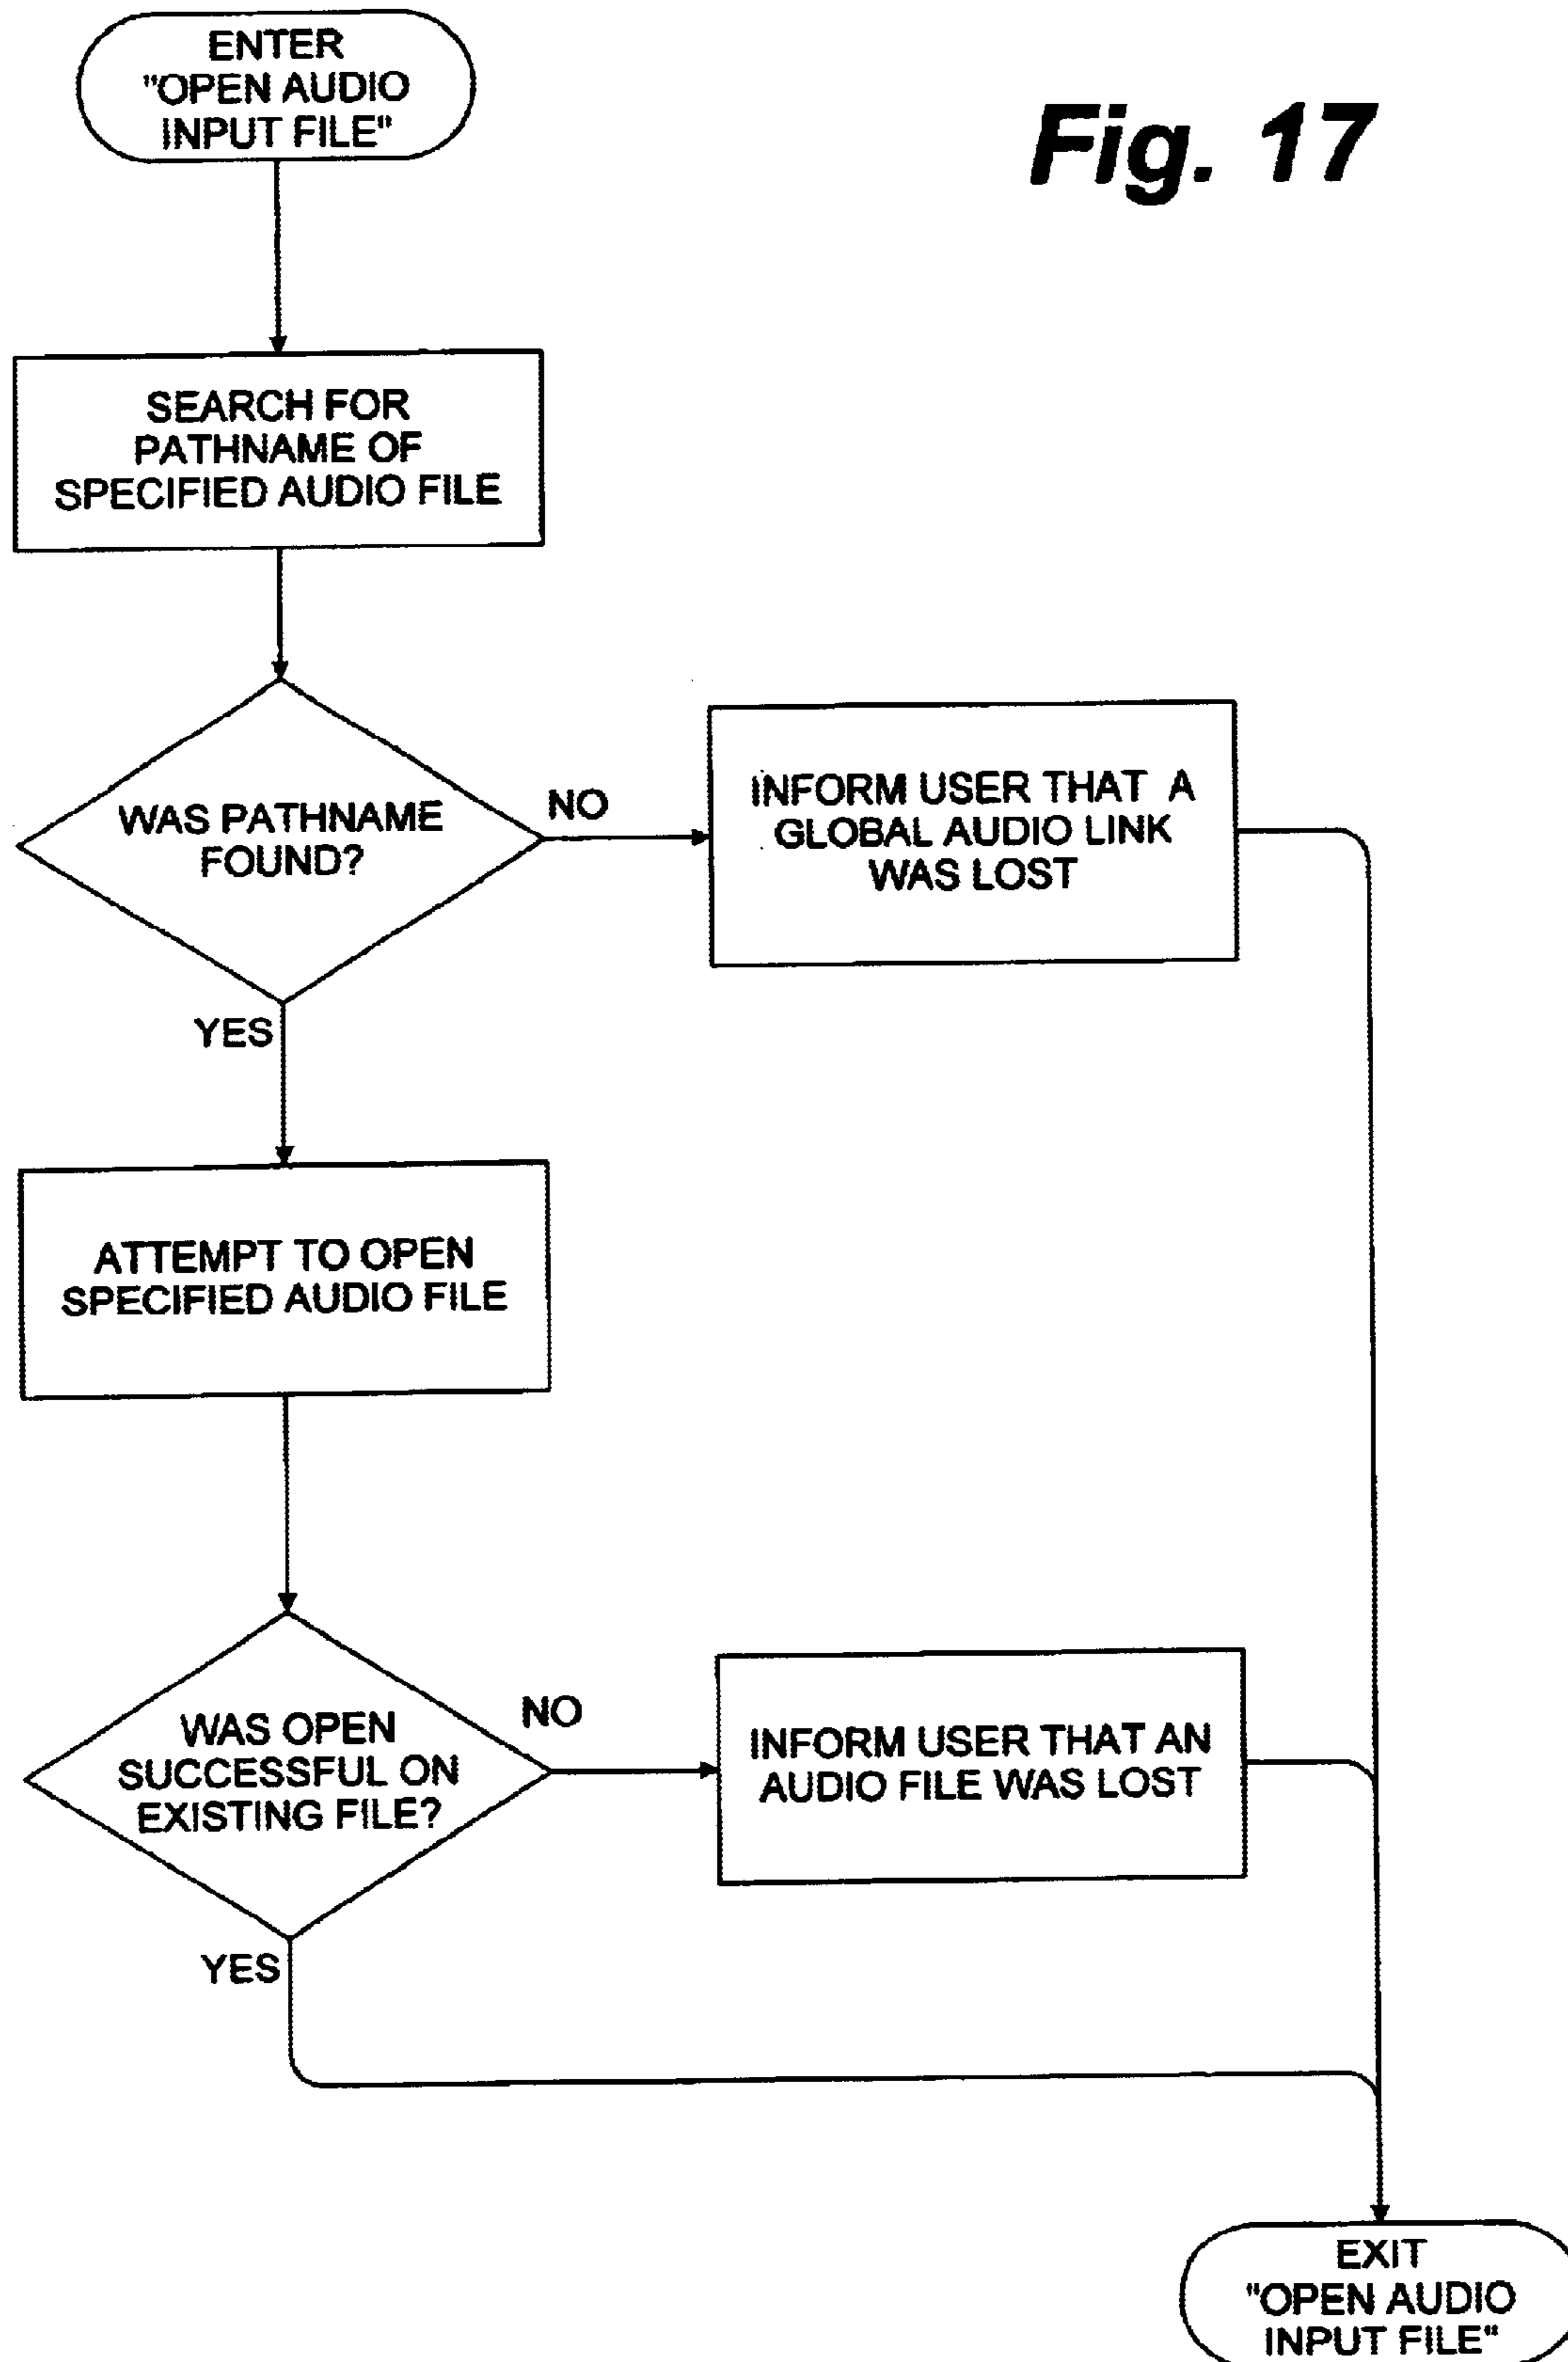 ENTER
"OPEN AUDIO
INPUT FILE"
Fig. 17
SEARCH FOR
PATHNAME OF
SPECIFIED AUDIO FILE
WAS PATHNAME
FOUND?
NO
INFORM USER THAT A
GLOBAL AUDIO LINK
WAS LOST
YES
ATTEMPT TO OPEN
SPECIFIED AUDIO FILE
WAS OPEN
SUCCESSFUL ON
EXISTING FILE?
NO
INFORM USER THAT AN
AUDIO FILE WAS LOST
YES
EXIT
"OPEN AUDIO
INPUT FILE"